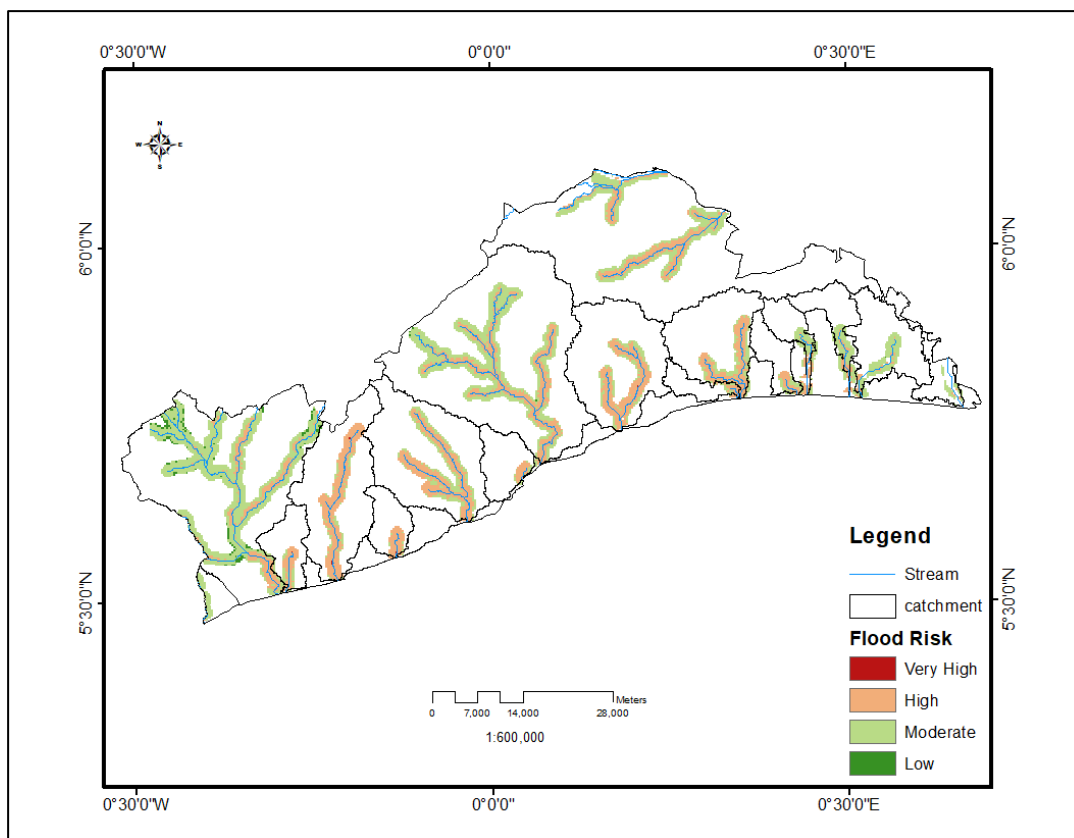 0°30'0"W 0°0'0" 0°30'0"E
N
W E
S
6°0'0"N 6°0'0"N
5°30'0"N 5°30'0"N
Legend
Stream
catchment
Flood Risk
Very High
High
Moderate
Low
Meters
0 7,000 14,000 28,000
1:600,000
0°30'0"W 0°0'0" 0°30'0"E